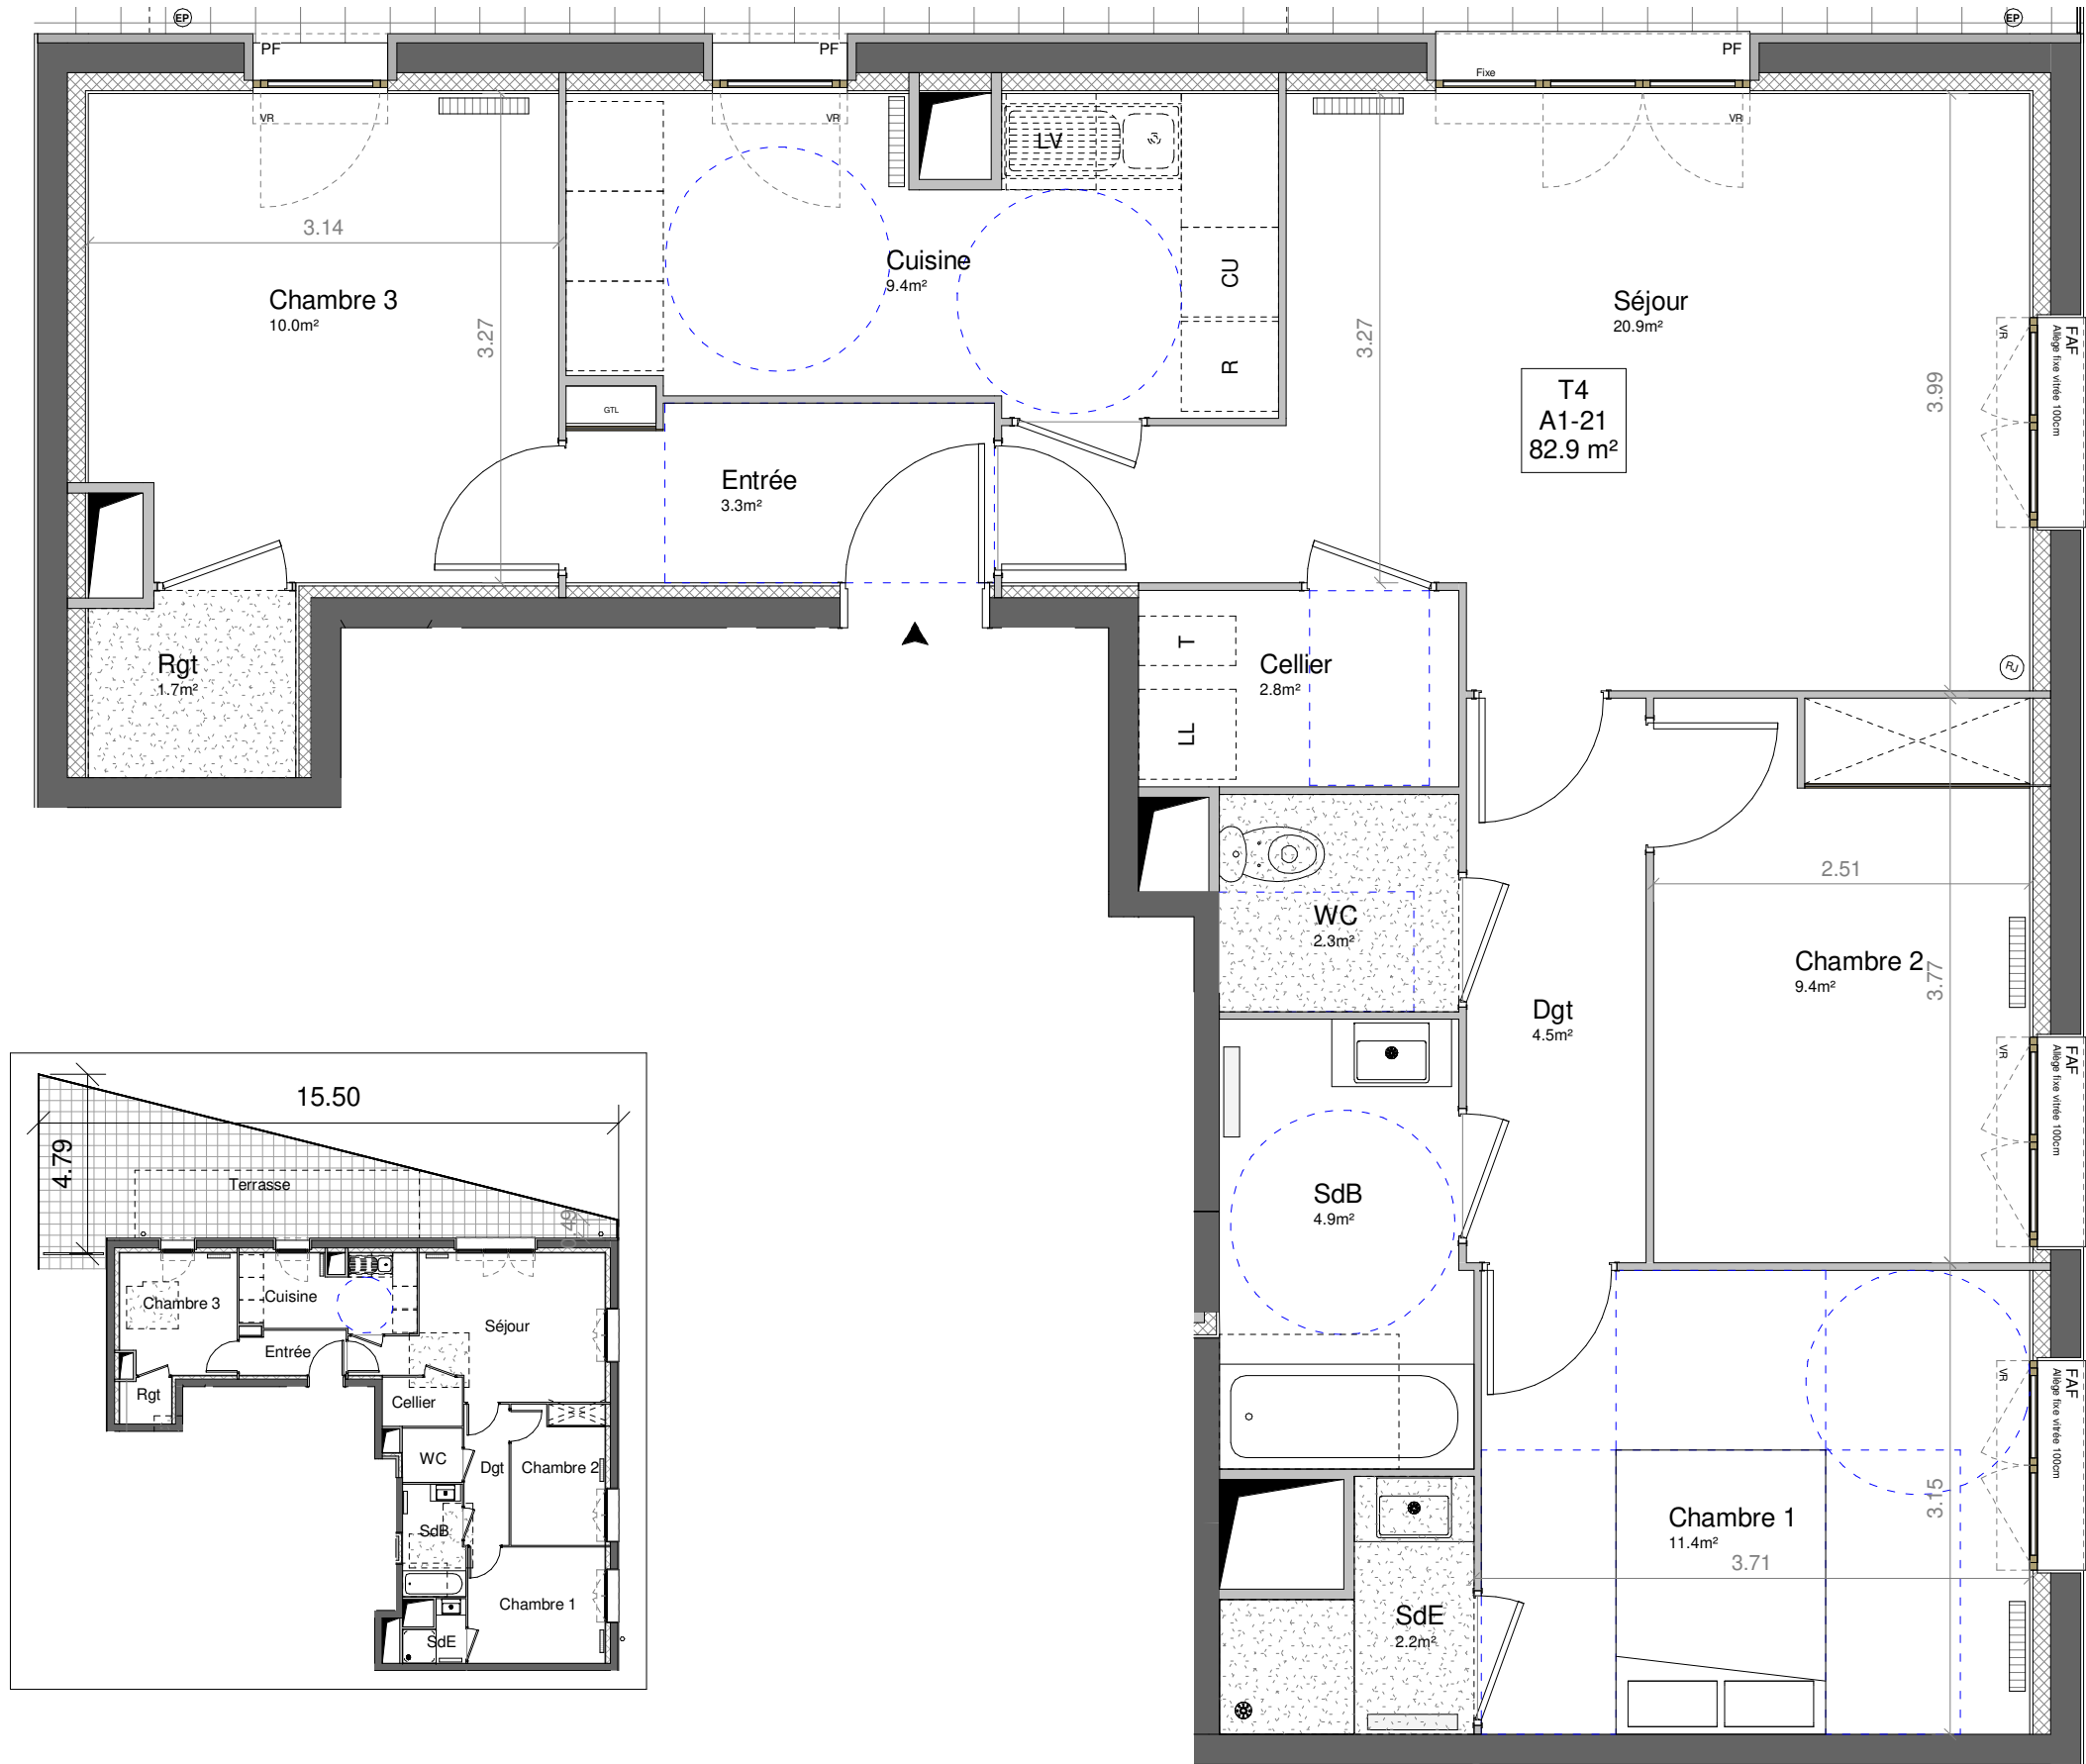 EP
EP
PF
PF
PF
Fixe
VR
VR
VR
LV
3.14
Cuisine
9.4m²
CU
Chambre 3
10.0m²
Séjour
20.9m²
3.27
3.27
R
3.99
VR
FAF
Allège fixe vitrée 100cm
T4
A1-21
82.9 m²
GTL
Entrée
3.3m²
Rgt
1.7m²
T
Cellier
2.8m²
RJ
LL
2.51
WC
2.3m²
Chambre 2
9.4m²
3.77
Dgt
4.5m²
VR
FAF
Allège fixe vitrée 100cm
SdB
4.9m²
VR
FAF
Allège fixe vitrée 100cm
Chambre 1
11.4m²
3.15
3.71
SdE
2.2m²
15.50
4.79
Terrasse
0.49
Chambre 3
Cuisine
Séjour
Entrée
Rgt
Cellier
WC
Dgt
Chambre 2
SdB
Chambre 1
SdE